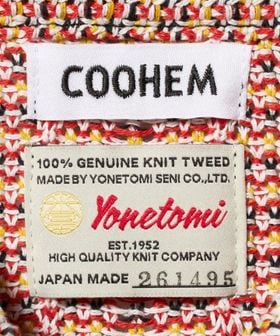 COOHEM
100% GENUINE KNIT TWEED
MADE BY YONETOMI SENI CO.,LTD.
Yonetomi
EST.1952
HIGH QUALITY KNIT COMPANY
JAPAN MADE 261495